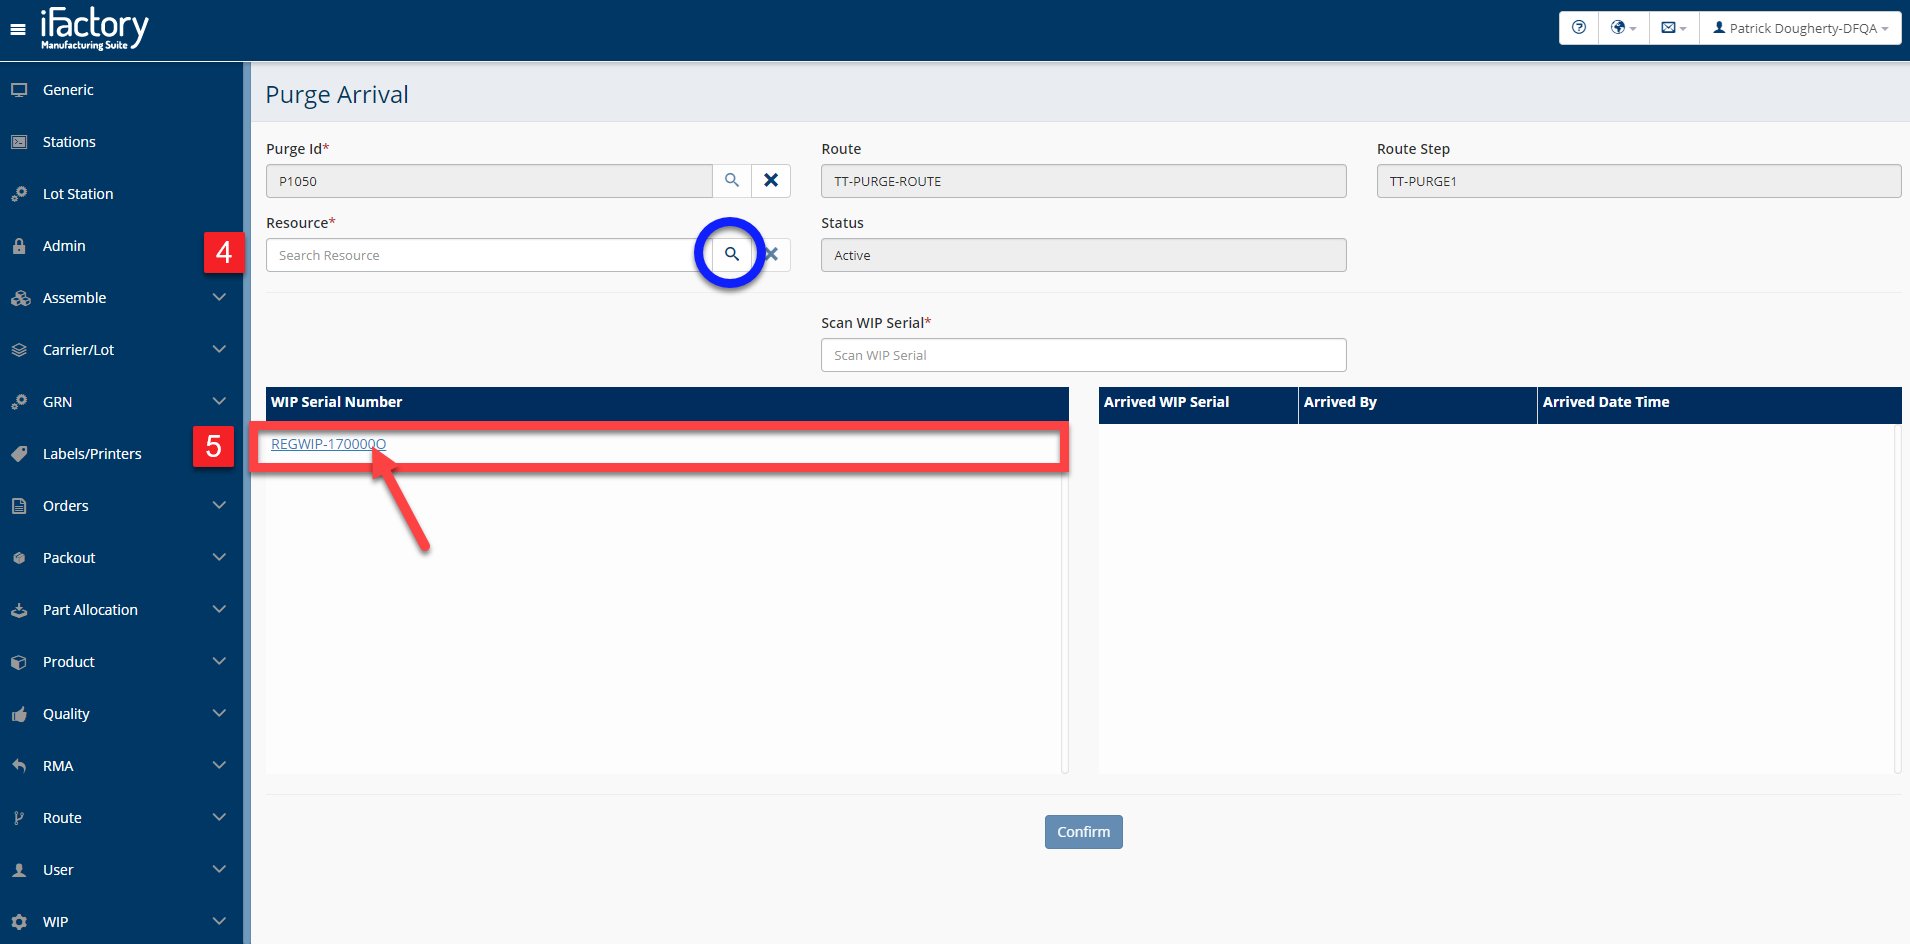 iFactory
Manufacturing Suite
Patrick Dougherty-DFQA
Generic
Stations
Lot Station
Admin
Assemble
Carrier/Lot
GRN
Labels/Printers
Orders
Packout
Part Allocation
Product
Quality
RMA
Route
User
WIP
Purge Arrival
Purge Id*
Route
Route Step
P1050
TT-PURGE-ROUTE
TT-PURGE1
Resource*
Status
4
Search Resource
Active
Scan WIP Serial*
Scan WIP Serial
WIP Serial Number
Arrived WIP Serial
Arrived By
Arrived Date Time
5
REGWIP-170000O
Confirm